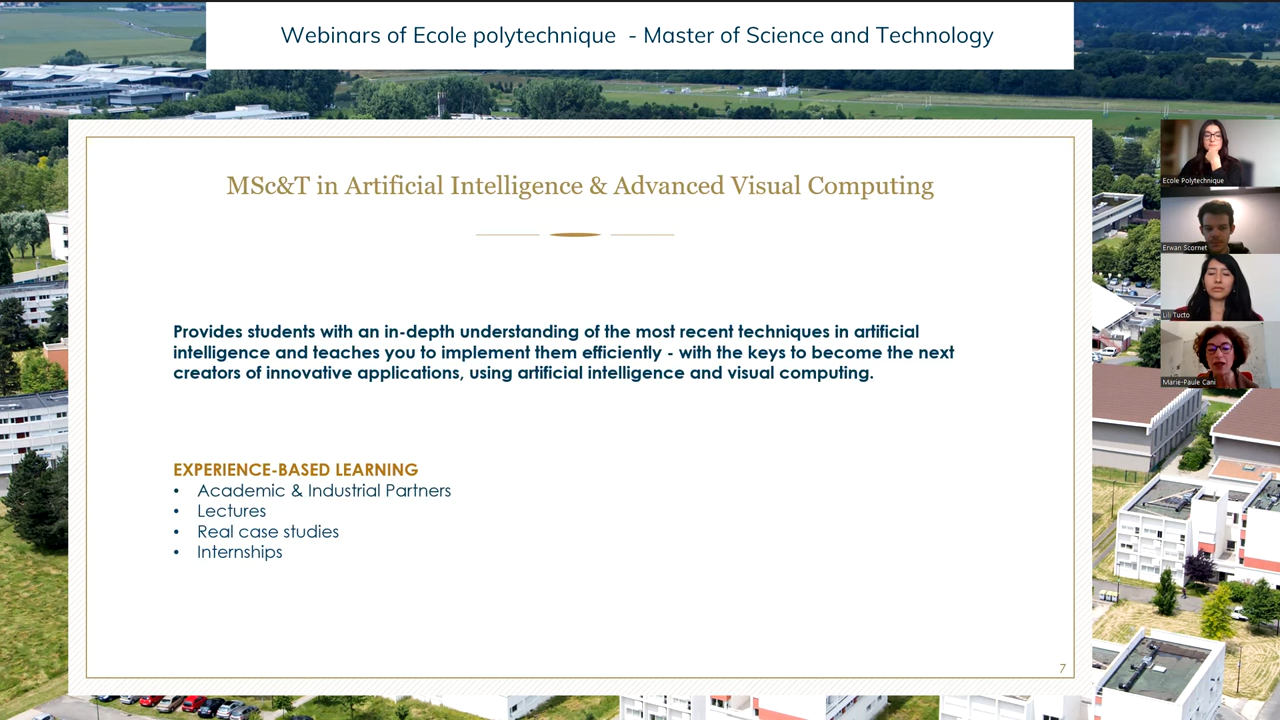 Webinars of Ecole polytechnique - Master of Science and Technology
MSc&T in Artificial Intelligence & Advanced Visual Computing
Provides students with an in-depth understanding of the most recent techniques in artificial
intelligence and teaches you to implement them efficiently - with the keys to become the next
creators of innovative applications, using artificial intelligence and visual computing.
EXPERIENCE-BASED LEARNING
• Academic & Industrial Partners
• Lectures
• Real case studies
• Internships
7
Ecole Polytechnique
Erwan Scornet
Lili Tucto
Marie-Paule Cani